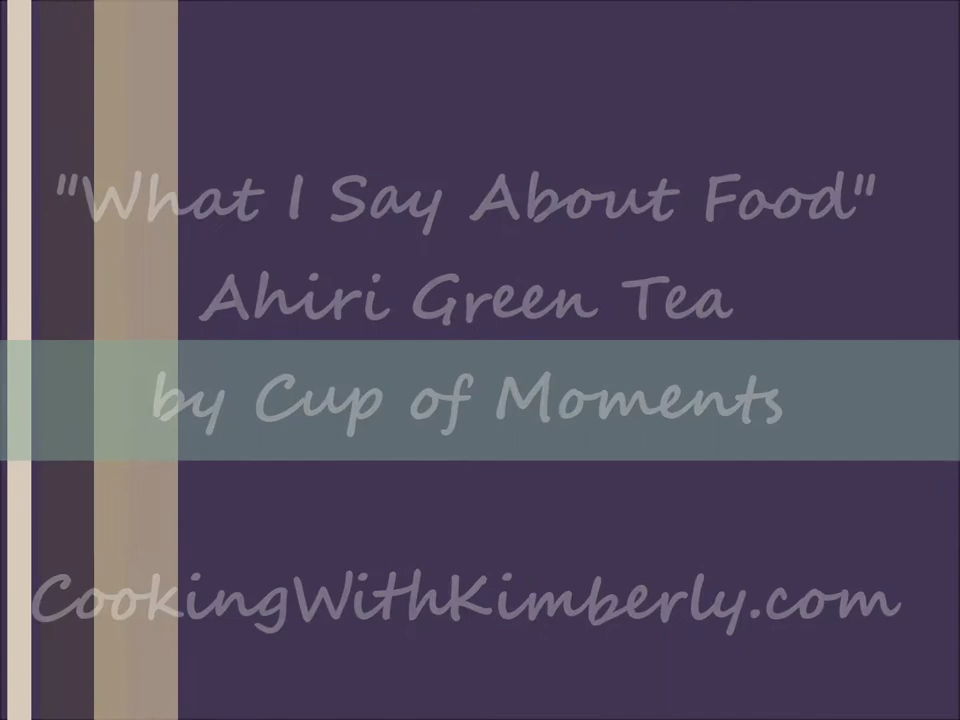 "What I Say About Food"
Ahiri Green Tea
by Cup of Moments
CookingWithKimberly.com